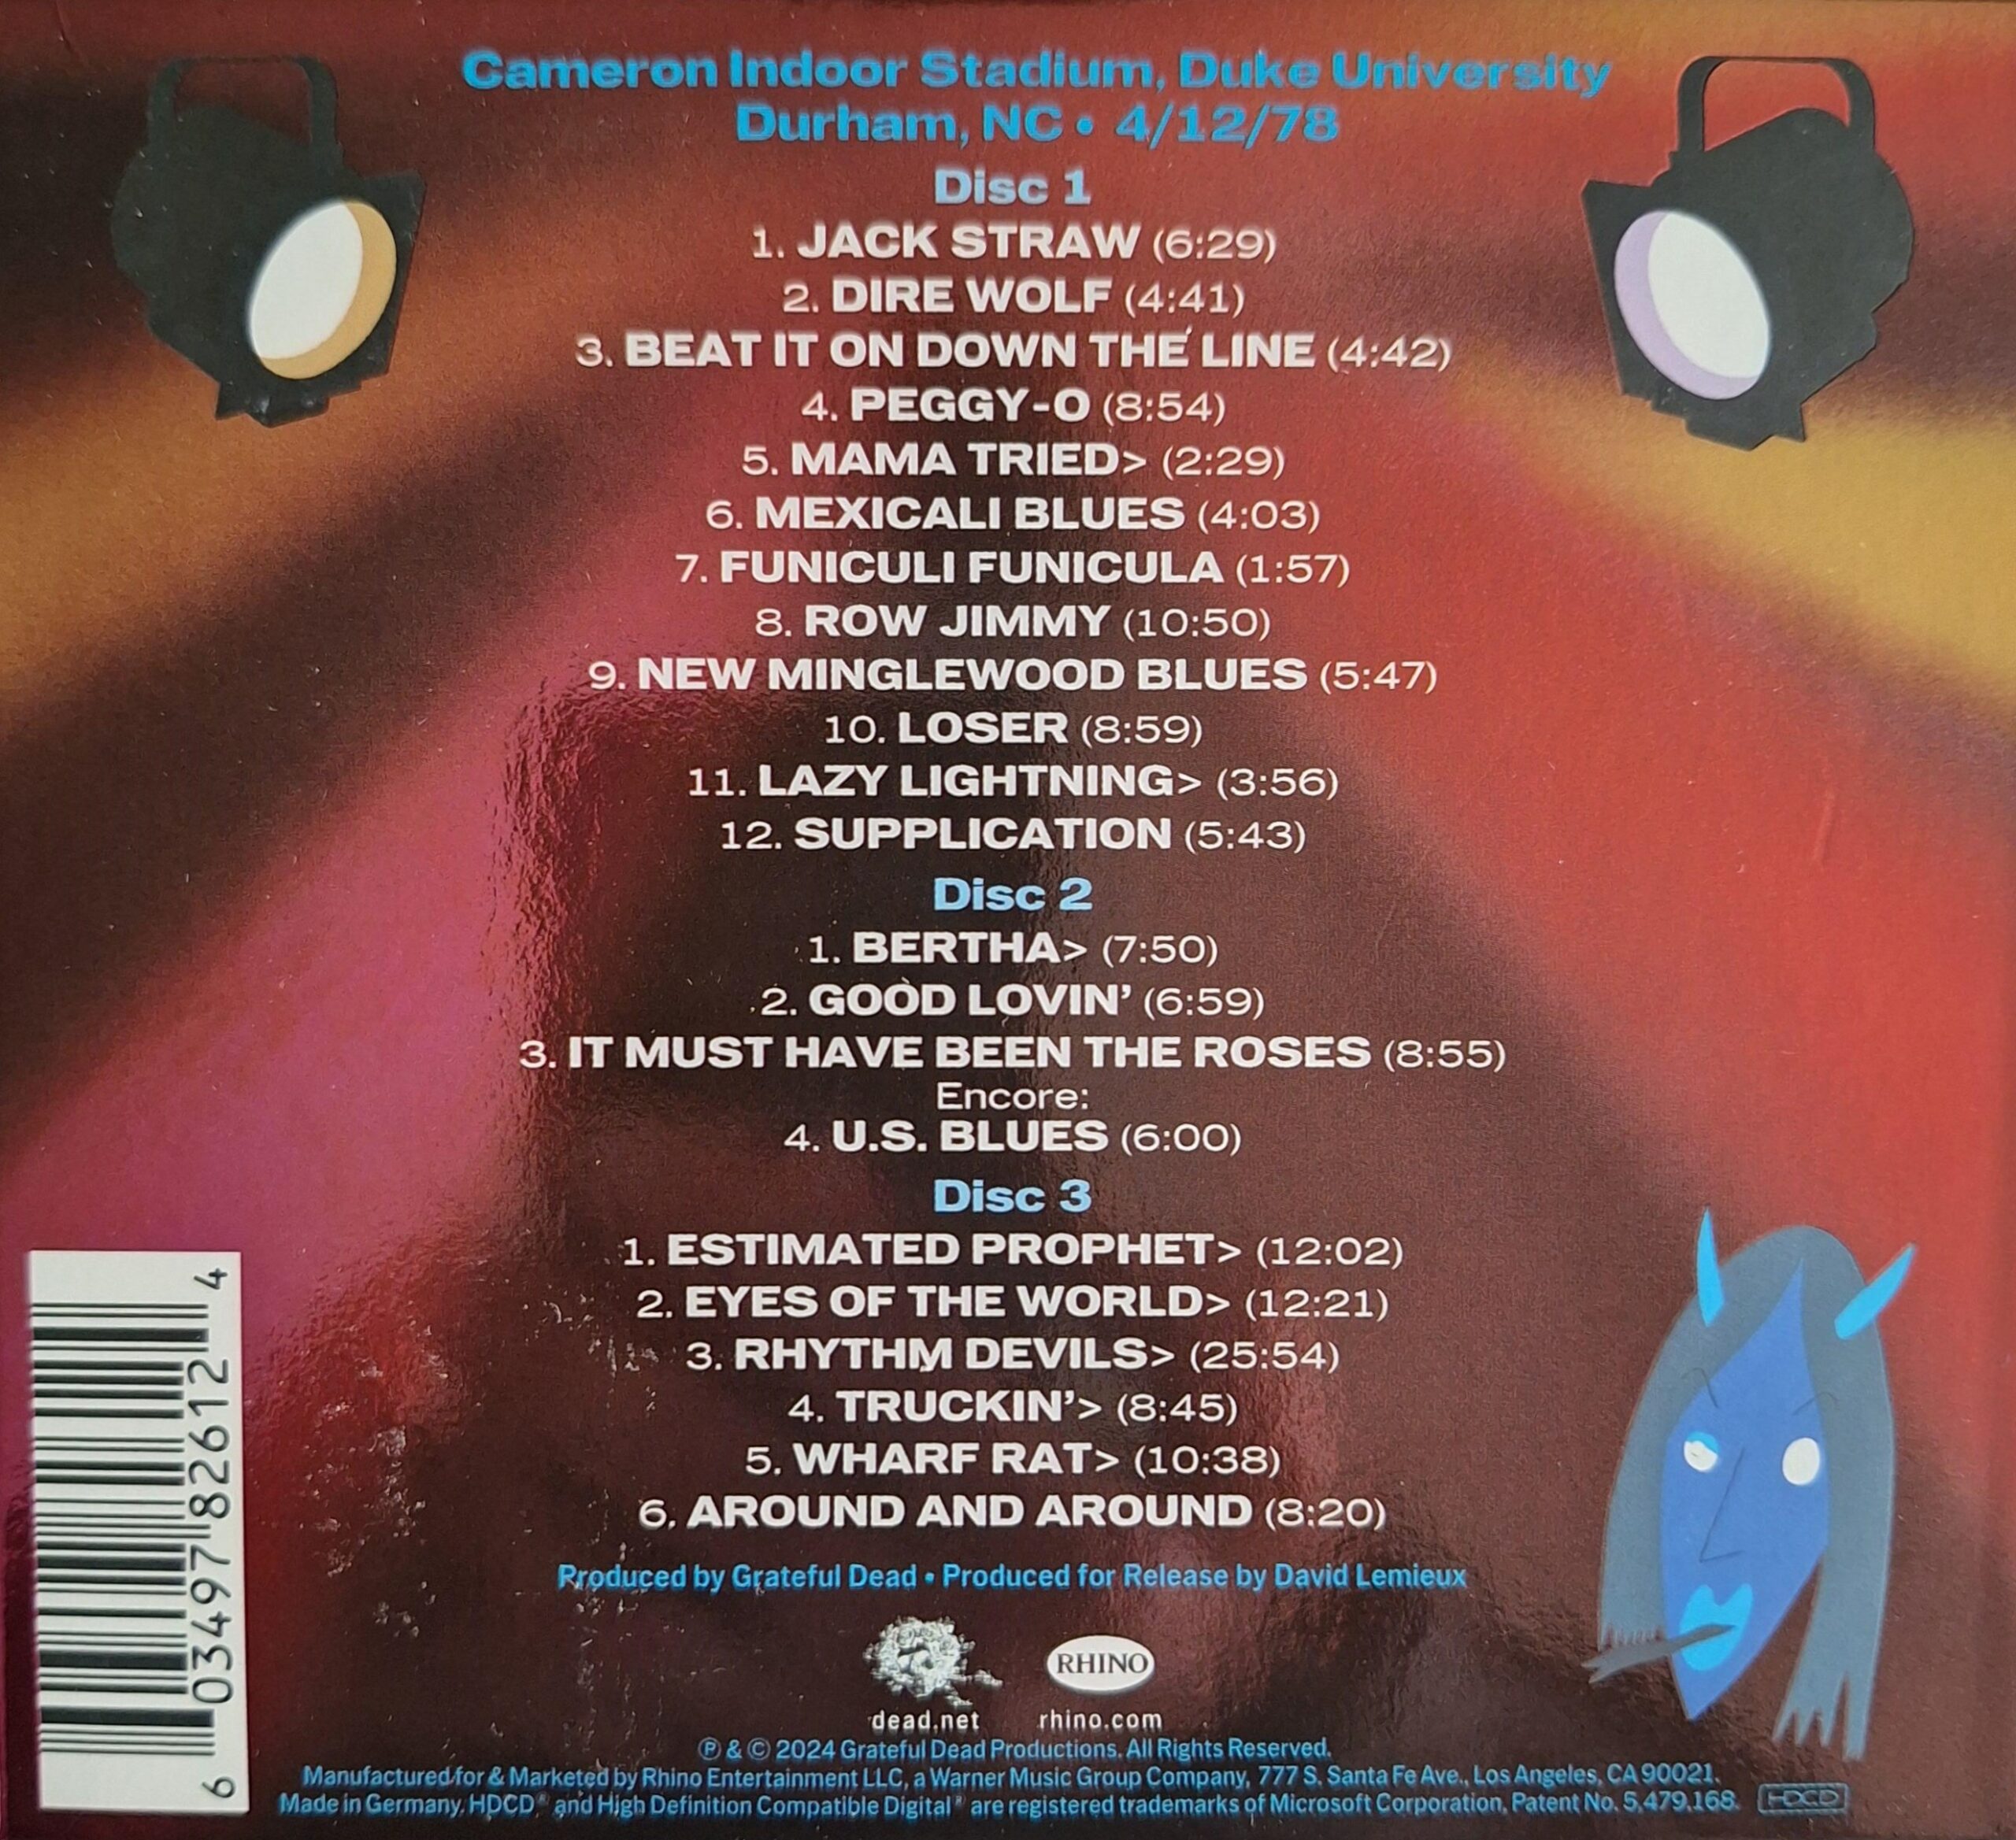 Cameron Indoor Stadium, Duke University
Durham, NC • 4/12/78
Disc 1
1. JACK STRAW (6:29)
2. DIRE WOLF (4:41)
3. BEAT IT ON DOWN THE LINE (4:42)
4. PEGGY-O (8:54)
5. MAMA TRIED> (2:29)
6. MEXICALI BLUES (4:03)
7. FUNICULI FUNICULA (1:57)
8. ROW JIMMY (10:50)
9. NEW MINGLEWOOD BLUES (5:47)
10. LOSER (8:59)
11. LAZY LIGHTNING> (3:56)
12. SUPPLICATION (5:43)
Disc 2
1. BERTHA> (7:50)
2. GOOD LOVIN’ (6:59)
3. IT MUST HAVE BEEN THE ROSES (8:55)
Encore:
4. U.S. BLUES (6:00)
Disc 3
1. ESTIMATED PROPHET> (12:02)
2. EYES OF THE WORLD> (12:21)
3. RHYTHM DEVILS> (25:54)
4. TRUCKIN’> (8:45)
5. WHARF RAT> (10:38)
6. AROUND AND AROUND (8:20)
Produced by Grateful Dead • Produced for Release by David Lemieux
RHINO
dead.net rhino.com
℗ & © 2024 Grateful Dead Productions. All Rights Reserved.
Manufactured for & Marketed by Rhino Entertainment LLC, a Warner Music Group Company, 777 S. Santa Fe Ave., Los Angeles, CA 90021.
Made in Germany. HDCD® and High Definition Compatible Digital® are registered trademarks of Microsoft Corporation, Patent No. 5,479,168. HDCD
6 03497 82612 4